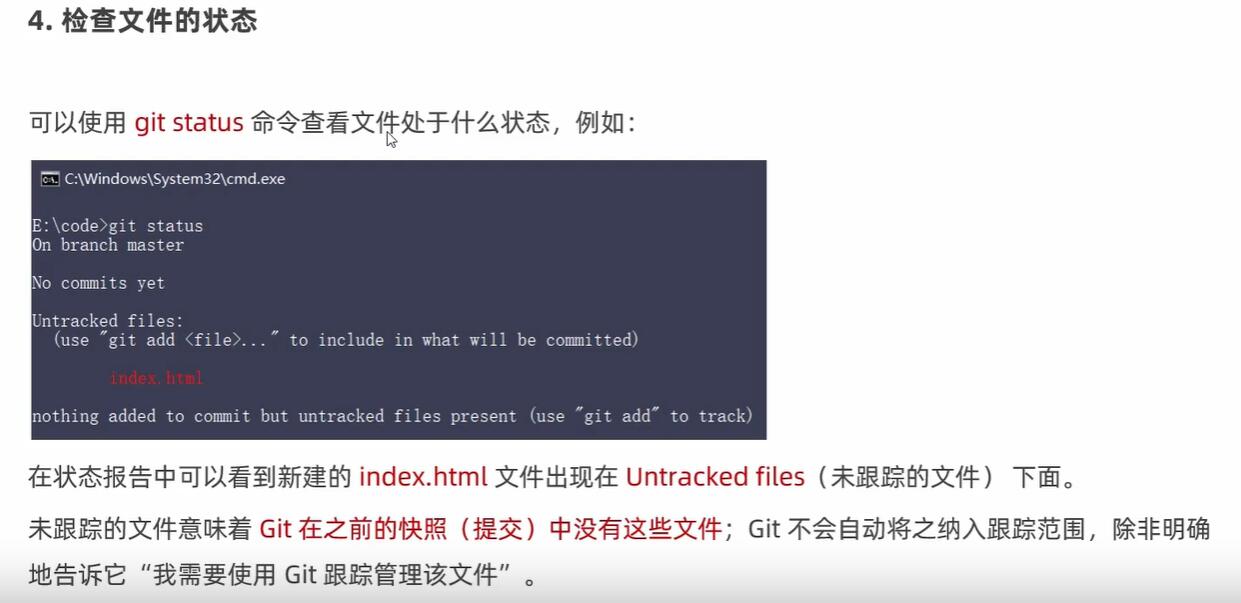 4. 检查文件的状态
可以使用 git status 命令查看文件处于什么状态，例如：
C:\Windows\System32\cmd.exe
E:\code>git status
On branch master
No commits yet
Untracked files:
(use "git add <file>..." to include in what will be committed)
index.html
nothing added to commit but untracked files present (use "git add" to track)
在状态报告中可以看到新建的 index.html 文件出现在 Untracked files（未跟踪的文件） 下面。
未跟踪的文件意味着 Git 在之前的快照（提交）中没有这些文件；Git 不会自动将之纳入跟踪范围，除非明确
地告诉它“我需要使用 Git 跟踪管理该文件”。